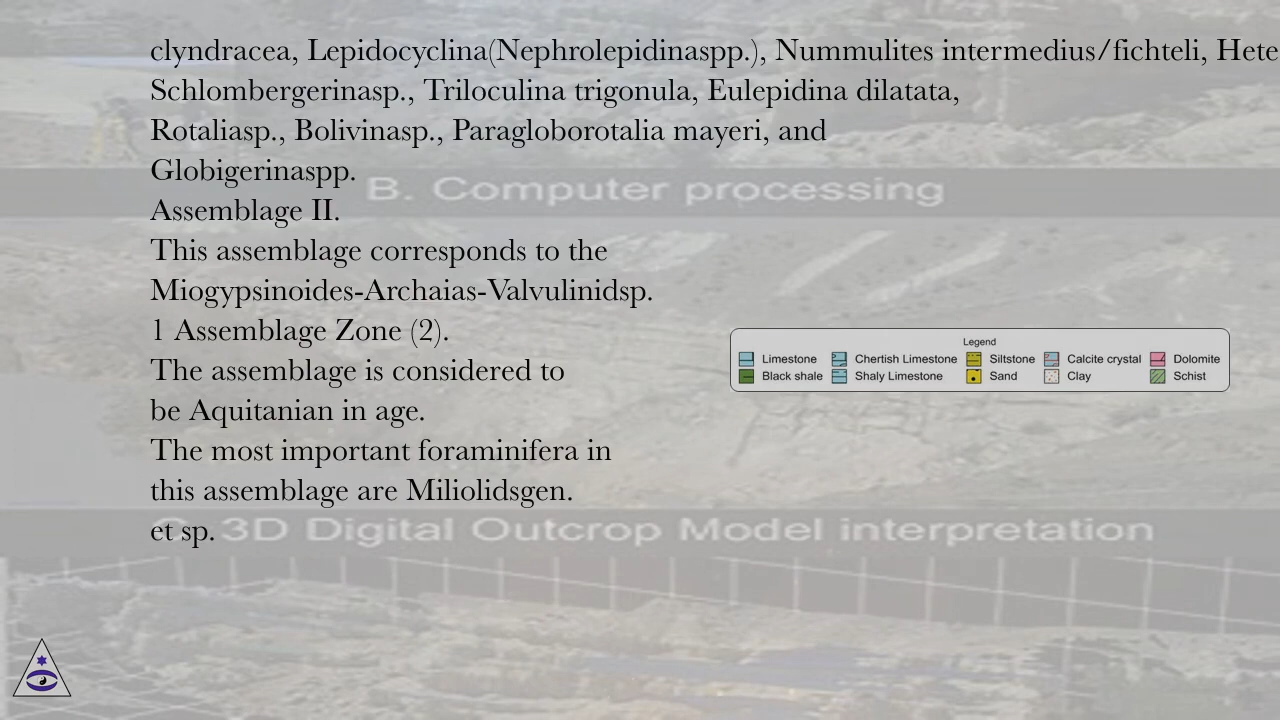 clyndracea, Lepidocyclina(Nephrolepidinaspp.), Nummulites intermedius/fichteli, Hete
Schlombergerinasp., Triloculina trigonula, Eulepidina dilatata,
Rotaliasp., Bolivinasp., Paragloborotalia mayeri, and
Globigerinaspp.
B. Computer processing
Assemblage II.
This assemblage corresponds to the
Miogypsinoides-Archaias-Valvulinidsp.
1 Assemblage Zone (2).
The assemblage is considered to
be Aquitanian in age.
The most important foraminifera in
this assemblage are Miliolidsgen.
et sp.
3D Digital Outcrop Model interpretation
Legend
Limestone Chertish Limestone Siltstone Calcite crystal Dolomite
Black shale Shaly Limestone Sand Clay Schist